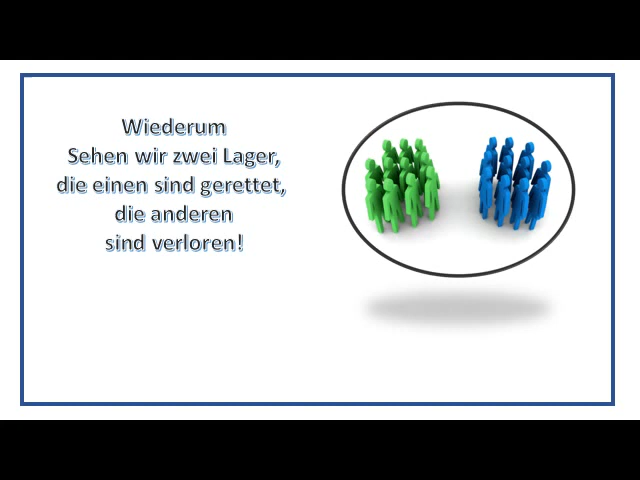 Wiederum
Sehen wir zwei Lager,
die einen sind gerettet,
die anderen
sind verloren!